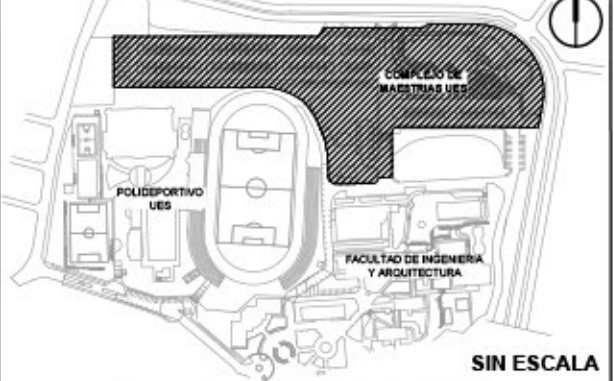 COMPLEJO DE
MAESTRIAS UES
POLIDEPORTIVO
UES
FACULTAD DE INGENIERIA
Y ARQUITECTURA
SIN ESCALA